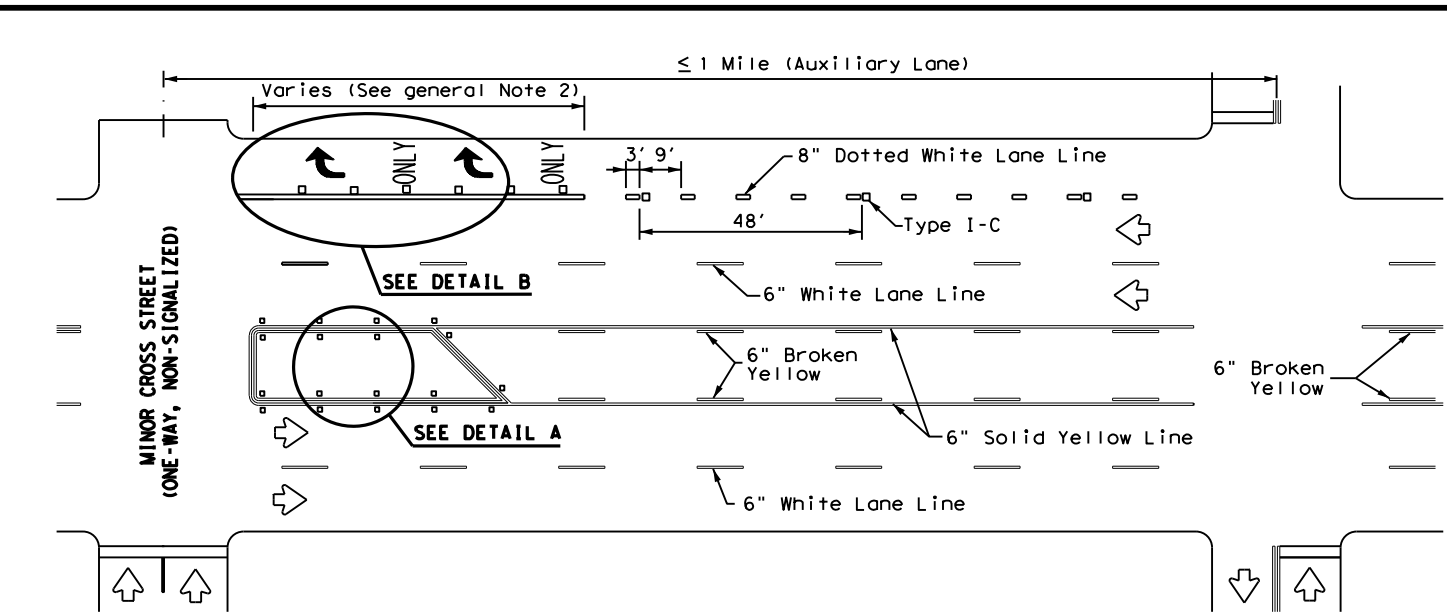 ≤ 1 Mile (Auxiliary Lane)
Varies (See general Note 2)
ONLY
ONLY
3' 9'
8" Dotted White Lane Line
48'
Type I-C
SEE DETAIL B
6" White Lane Line
MINOR CROSS STREET
(ONE-WAY, NON-SIGNALIZED)
6" Broken
Yellow
6" Broken
Yellow
SEE DETAIL A
6" Solid Yellow Line
6" White Lane Line